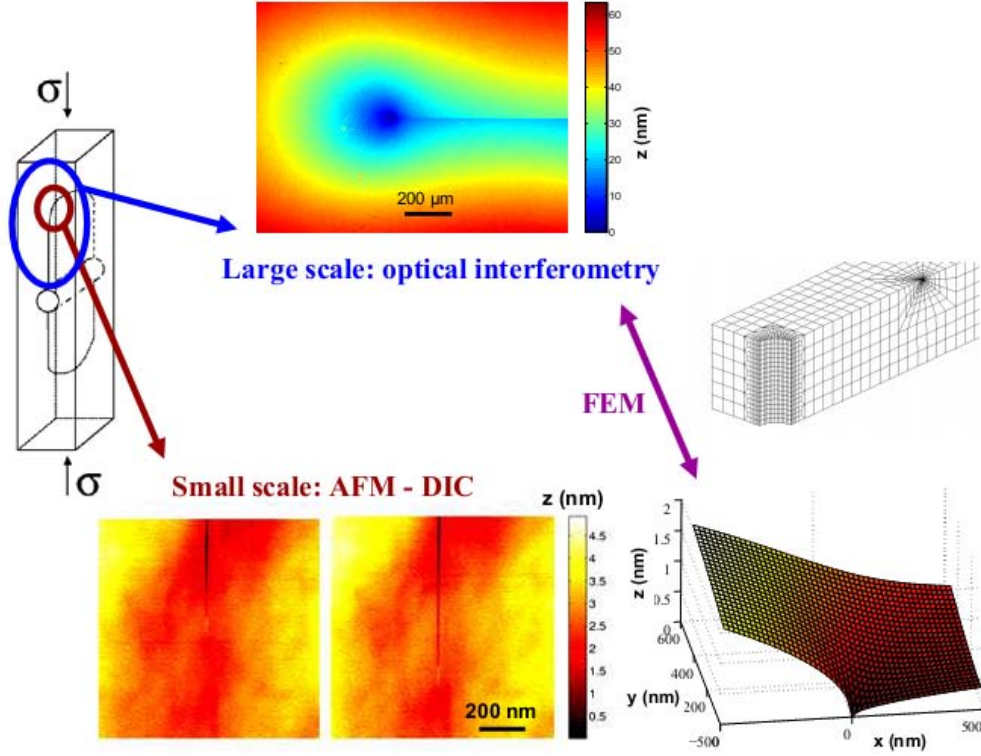 σ
σ
60
50
40
30
20
10
0
z (nm)
200 µm
Large scale: optical interferometry
FEM
Small scale: AFM - DIC
z (nm)
4.5
4
3.5
3
2.5
2
1.5
1
0.5
200 nm
2
1.5
1
0.5
0
z (nm)
600
400
200
y (nm)
−500
0
500
x (nm)